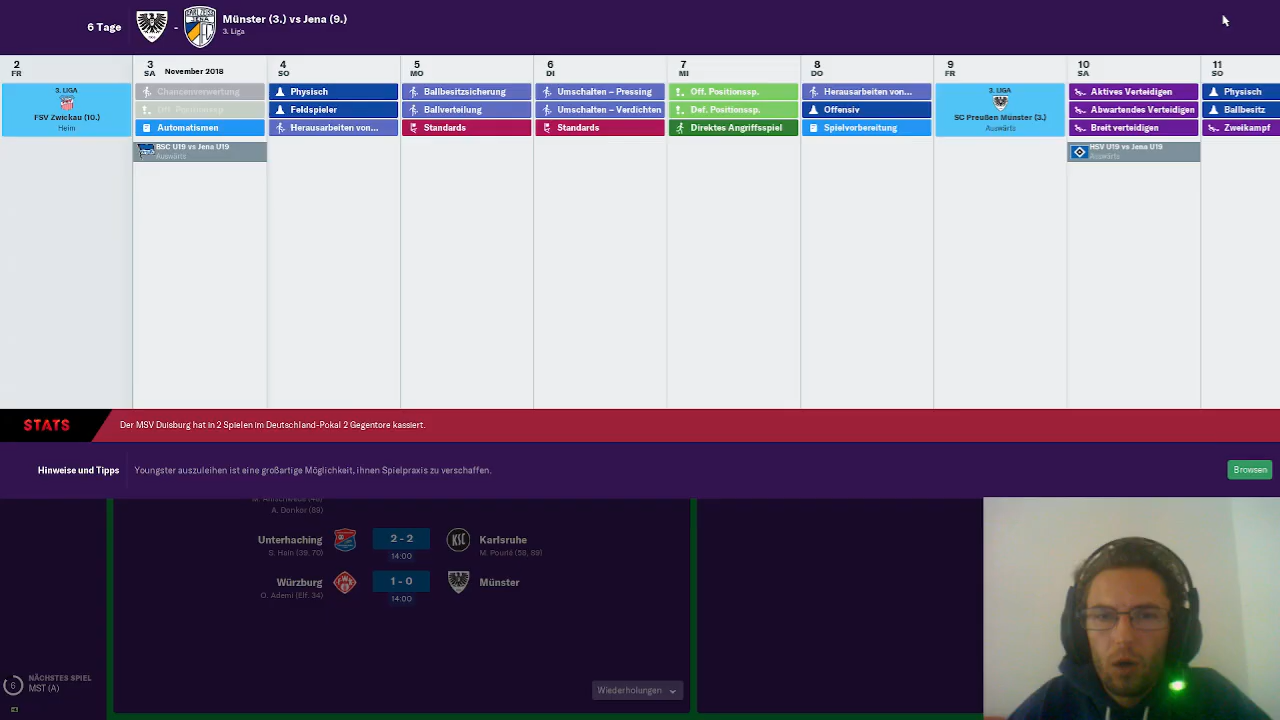 6 Tage
-
Münster (3.) vs Jena (9.)
3. Liga
2
FR
3
SA
November 2018
4
SO
5
MO
6
DI
7
MI
8
DO
9
FR
10
SA
11
SO
3. LIGA
FSV Zwickau (10.)
Heim
Chancenverwertung
Off. Positionssp.
Automatismen
BSC U19 vs Jena U19
Auswärts
Physisch
Feldspieler
Herausarbeiten von...
Ballbesitzsicherung
Ballverteilung
Standards
Umschalten – Pressing
Umschalten – Verdichten
Standards
Off. Positionssp.
Def. Positionssp.
Direktes Angriffsspiel
Herausarbeiten von...
Offensiv
Spielvorbereitung
3. LIGA
SC Preußen Münster (3.)
Auswärts
Aktives Verteidigen
Abwartendes Verteidigen
Breit verteidigen
HSV U19 vs Jena U19
Auswärts
Physisch
Ballbesitz
Zweikampf
STATS
Der MSV Duisburg hat in 2 Spielen im Deutschland-Pokal 2 Gegentore kassiert.
Hinweise und Tipps
Youngster auszuleihen ist eine großartige Möglichkeit, ihnen Spielpraxis zu verschaffen.
Browsen
A. Donkor (89)
Unterhaching
2 - 2
Karlsruhe
S. Hain (39, 70)
14:00
M. Pourié (58, 89)
Würzburg
1 - 0
Münster
O. Ademi (Elf. 34)
14:00
6
NÄCHSTES SPIEL
MST (A)
Wiederholungen